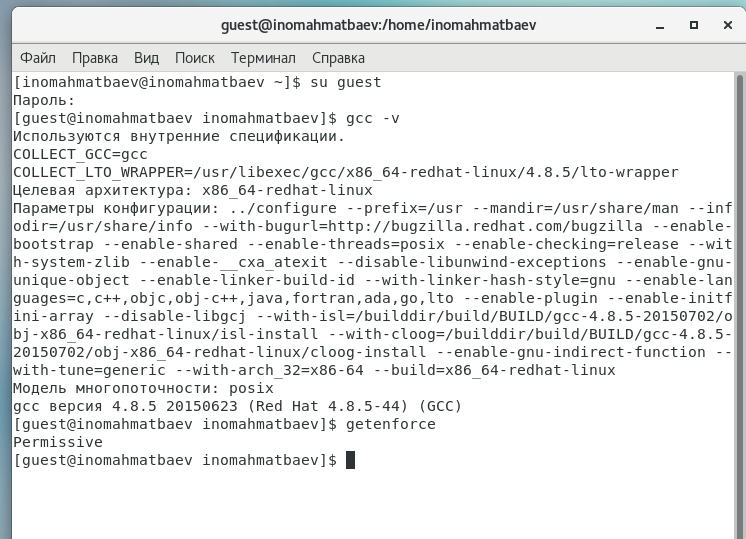 guest@inomahmatbaev:/home/inomahmatbaev
Файл Правка Вид Поиск Терминал Справка
[inomahmatbaev@inomahmatbaev ~]$ su guest
Пароль:
[guest@inomahmatbaev inomahmatbaev]$ gcc -v
Используются внутренние спецификации.
COLLECT_GCC=gcc
COLLECT_LTO_WRAPPER=/usr/libexec/gcc/x86_64-redhat-linux/4.8.5/lto-wrapper
Целевая архитектура: x86_64-redhat-linux
Параметры конфигурации: ../configure --prefix=/usr --mandir=/usr/share/man --inf
odir=/usr/share/info --with-bugurl=http://bugzilla.redhat.com/bugzilla --enable-
bootstrap --enable-shared --enable-threads=posix --enable-checking=release --wit
h-system-zlib --enable-__cxa_atexit --disable-libunwind-exceptions --enable-gnu-
unique-object --enable-linker-build-id --with-linker-hash-style=gnu --enable-lan
guages=c,c++,objc,obj-c++,java,fortran,ada,go,lto --enable-plugin --enable-initf
ini-array --disable-libgcj --with-isl=/builddir/build/BUILD/gcc-4.8.5-20150702/o
bj-x86_64-redhat-linux/isl-install --with-cloog=/builddir/build/BUILD/gcc-4.8.5-
20150702/obj-x86_64-redhat-linux/cloog-install --enable-gnu-indirect-function --
with-tune=generic --with-arch_32=x86-64 --build=x86_64-redhat-linux
Модель многопоточности: posix
gcc версия 4.8.5 20150623 (Red Hat 4.8.5-44) (GCC)
[guest@inomahmatbaev inomahmatbaev]$ getenforce
Permissive
[guest@inomahmatbaev inomahmatbaev]$